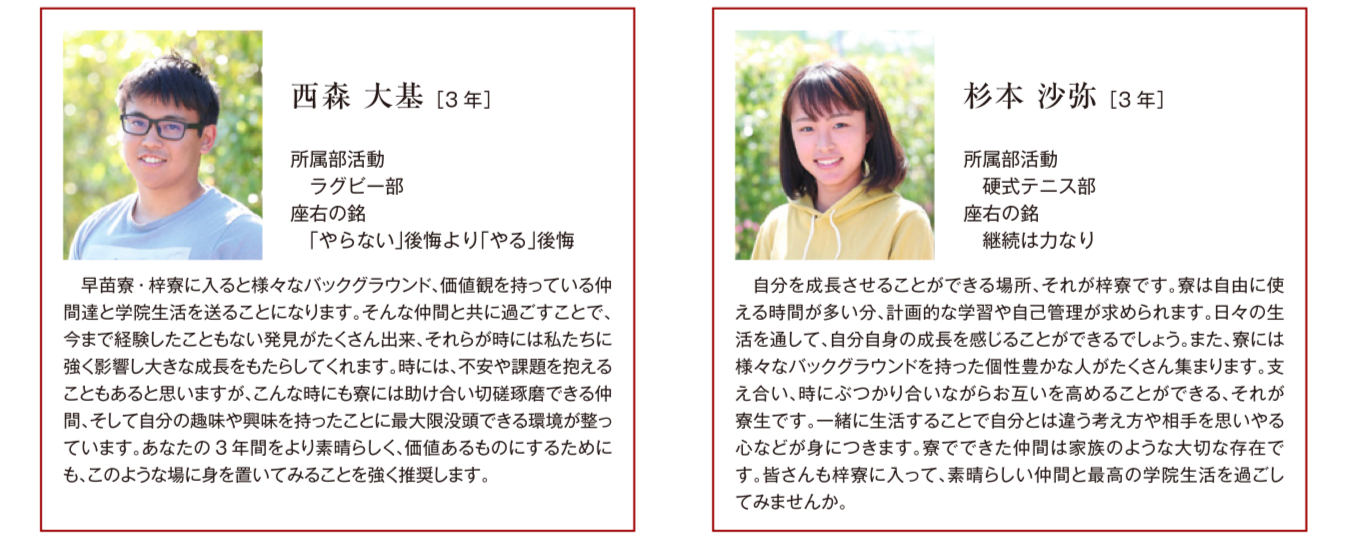 西森 大基［3 年］
所属部活動
ラグビー部
座右の銘
「やらない」後悔より「やる」後悔
早苗寮・梓寮に入ると様々なバックグラウンド、価値観を持っている仲
間達と学院生活を送ることになります。そんな仲間と共に過ごすことで、
今まで経験したこともない発見がたくさん出来、それらが時には私たちに
強く影響し大きな成長をもたらしてくれます。時には、不安や課題を抱える
こともあると思いますが、こんな時にも寮には助け合い切磋琢磨できる仲
間、そして自分の趣味や興味を持ったことに最大限没頭できる環境が整っ
ています。あなたの 3 年間をより素晴らしく、価値あるものにするためにも
も、このような場に身を置いてみることを強く推奨します。
杉本 沙弥［3 年］
所属部活動
硬式テニス部
座右の銘
継続は力なり
自分を成長させることができる場所、それが梓寮です。寮は自由に使
える時間が多い分、計画的な学習や自己管理が求められます。日々の生
活を通して、自分自身の成長を感じることができるでしょう。また、寮には
様々なバックグラウンドを持った個性豊かな人がたくさん集まります。支
え合い、時にぶつかり合いながらお互いを高めることができる、それが
寮生です。一緒に生活することで自分とは違う考え方や相手を思いやる
心などが身につきます。寮でできた仲間は家族のような大切な存在で
す。皆さんも梓寮に入って、素晴らしい仲間と最高の学院生活を過ごし
てみませんか。